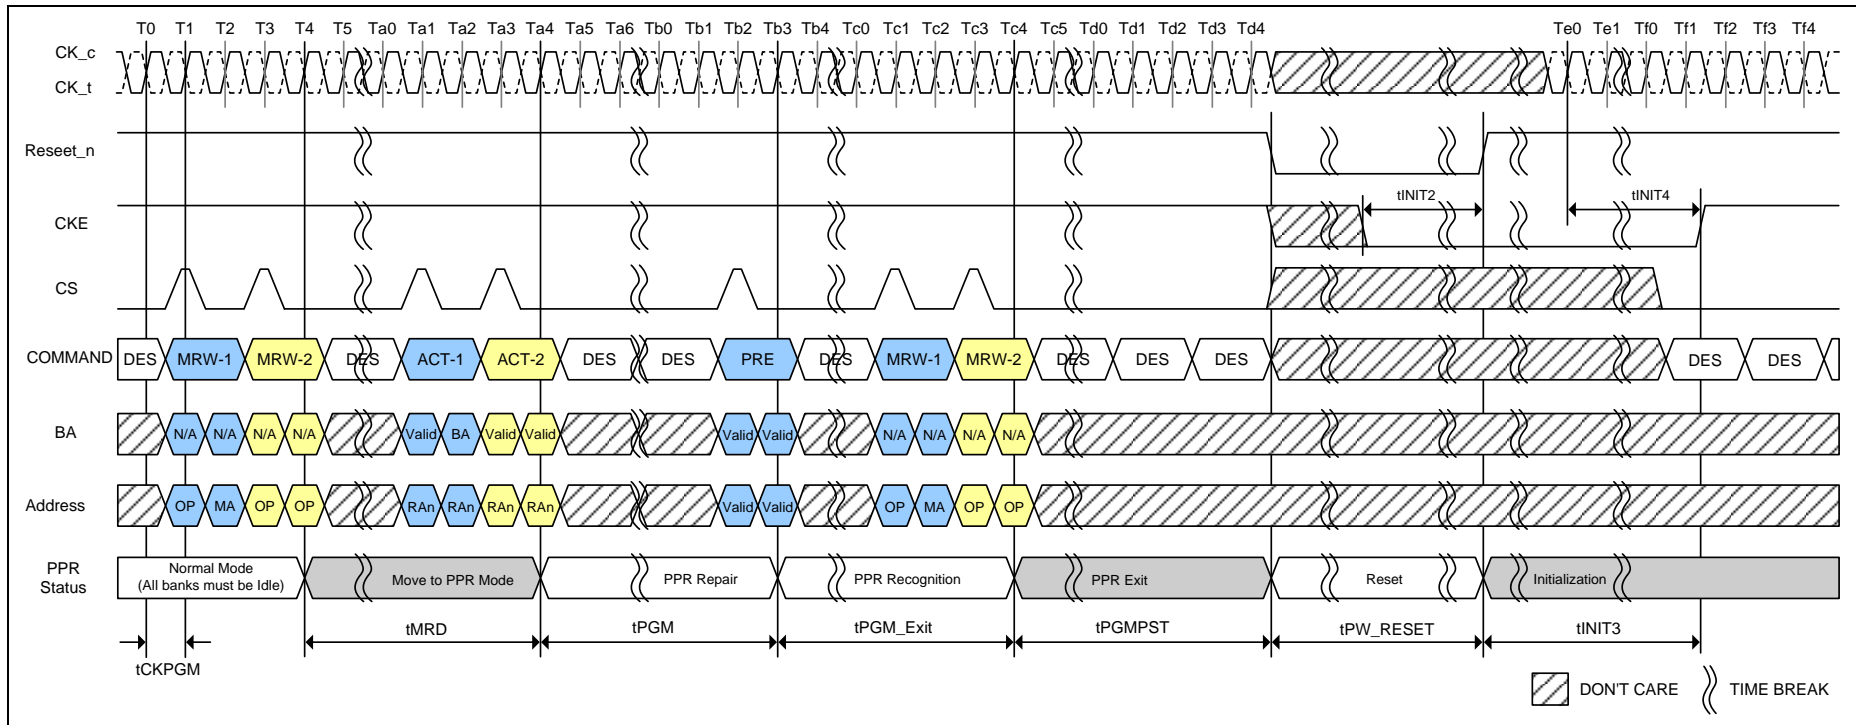 T0 T1 T2 T3 T4 T5 Ta0 Ta1 Ta2 Ta3 Ta4 Ta5 Ta6 Tb0 Tb1 Tb2 Tb3 Tb4 Tc0 Tc1 Tc2 Tc3 Tc4 Tc5 Td0 Td1 Td2 Td3 Td4 Te0 Te1 Tf0 Tf1 Tf2 Tf3 Tf4
CK_c
CK_t
Reseet_n
CKE tINIT2 tINIT4
CS
COMMAND DES MRW-1 MRW-2 DES ACT-1 ACT-2 DES DES PRE DES MRW-1 MRW-2 DES DES DES DES DES
BA N/A N/A N/A N/A Valid BA Valid Valid Valid Valid N/A N/A N/A N/A
Address OP MA OP OP RAn RAn RAn RAn Valid Valid OP MA OP OP
PPR Status Normal Mode (All banks must be Idle) Move to PPR Mode PPR Repair PPR Recognition PPR Exit Reset Initialization
tMRD tPGM tPGM_Exit tPGMPST tPW_RESET tINIT3
tCKPGM
DON'T CARE TIME BREAK